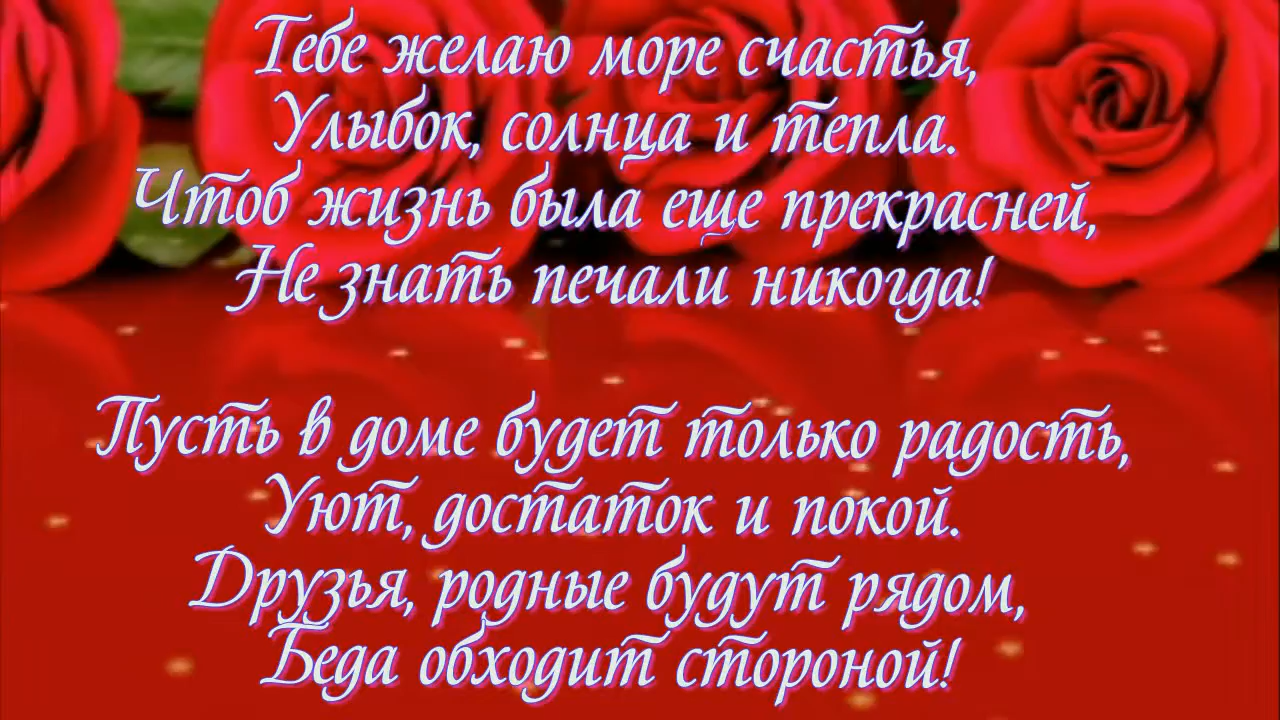 Тебе желаю море счастья,
Улыбок, солнца и тепла.
Чтоб жизнь была еще прекрасней,
Не знать печали никогда!
Пусть в доме будет только радость,
Уют, достаток и покой.
Друзья, родные будут рядом,
Беда обходит стороной!